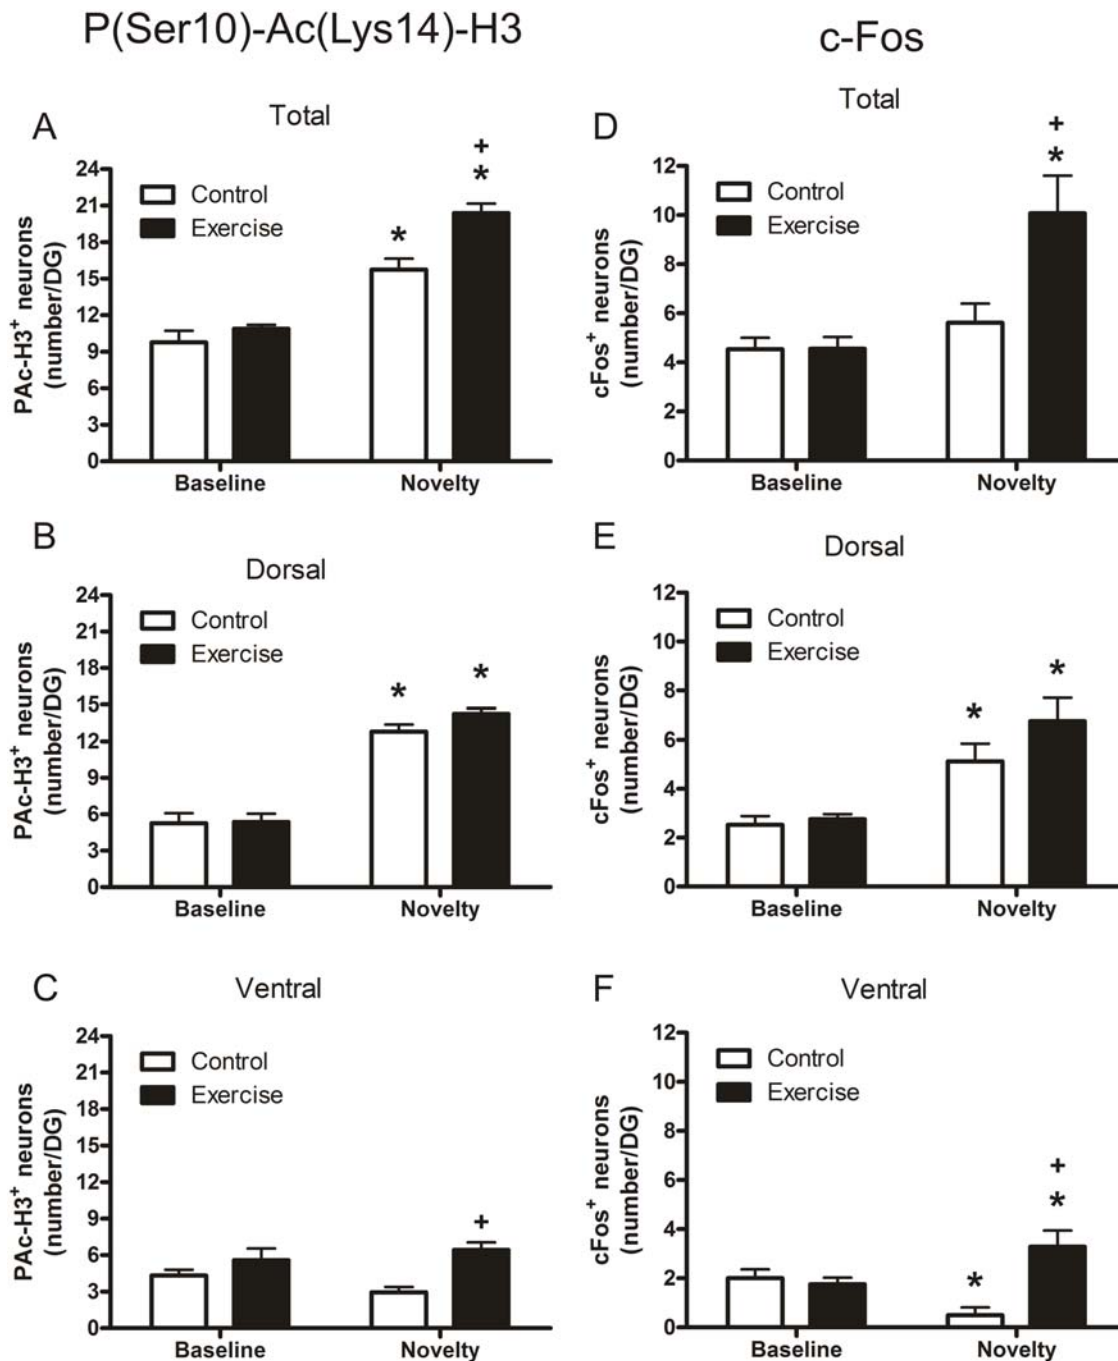 P(Ser10)-Ac(Lys14)-H3
c-Fos
A
Total
PAc-H3⁺ neurons
(number/DG)
24
21
18
15
12
9
6
3
0
Control
Exercise
*
+
*
Baseline
Novelty
D
Total
cFos⁺ neurons
(number/DG)
12
10
8
6
4
2
0
Control
Exercise
+
*
Baseline
Novelty
B
Dorsal
PAc-H3⁺ neurons
(number/DG)
24
21
18
15
12
9
6
3
0
Control
Exercise
*
*
Baseline
Novelty
E
Dorsal
cFos⁺ neurons
(number/DG)
12
10
8
6
4
2
0
Control
Exercise
*
*
Baseline
Novelty
C
Ventral
PAc-H3⁺ neurons
(number/DG)
24
21
18
15
12
9
6
3
0
Control
Exercise
+
Baseline
Novelty
F
Ventral
cFos⁺ neurons
(number/DG)
12
10
8
6
4
2
0
Control
Exercise
*
+
*
Baseline
Novelty